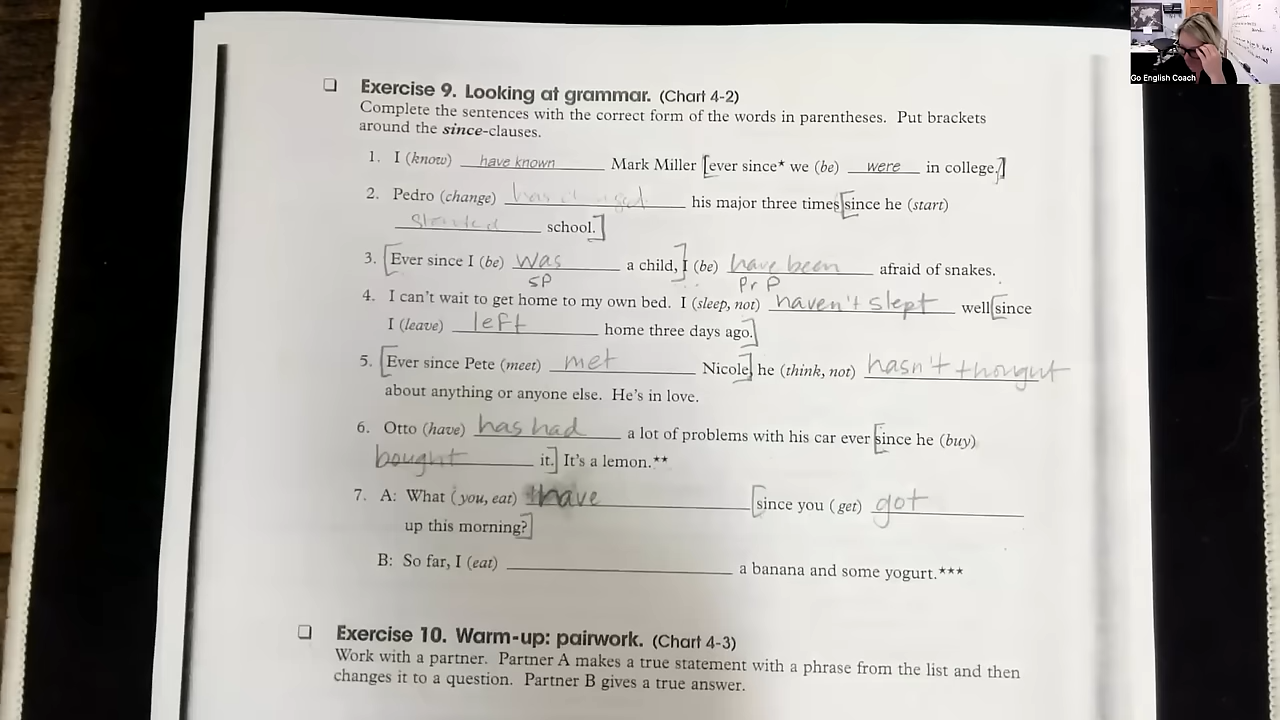 Go English Coach
❑ Exercise 9. Looking at grammar. (Chart 4-2)
Complete the sentences with the correct form of the words in parentheses. Put brackets
around the since-clauses.
1. I (know) have known Mark Miller [ever since* we (be) were in college.]
2. Pedro (change) has changed his major three times [since he (start)
started school.]
3. [Ever since I (be) was a child,] I (be) have been afraid of snakes.
SP PrP
4. I can't wait to get home to my own bed. I (sleep, not) haven't slept well [since
I (leave) left home three days ago.]
5. [Ever since Pete (meet) met Nicole,] he (think, not) hasn't thought
about anything or anyone else. He's in love.
6. Otto (have) has had a lot of problems with his car ever [since he (buy)
bought it.] It's a lemon.**
7. A: What (you, eat) have [since you (get) got
up this morning?]
B: So far, I (eat) ____________ a banana and some yogurt.***
❑ Exercise 10. Warm-up: pairwork. (Chart 4-3)
Work with a partner. Partner A makes a true statement with a phrase from the list and then
changes it to a question. Partner B gives a true answer.